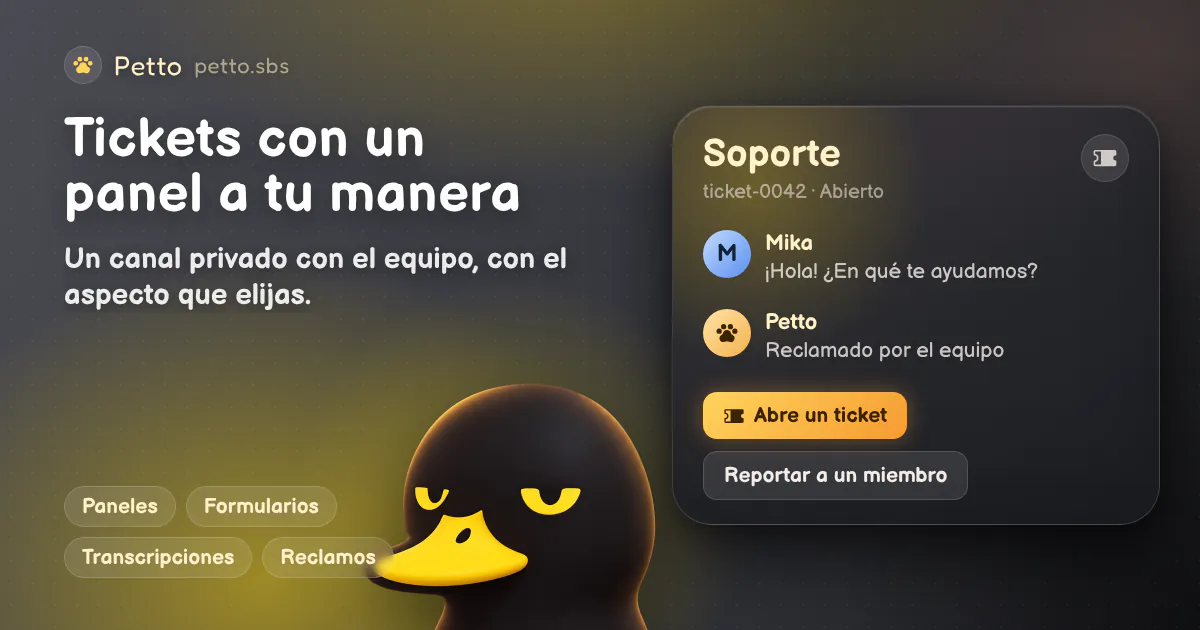 Petto petto.sbs
Tickets con un
panel a tu manera
Un canal privado con el equipo, con el
aspecto que elijas.
Paneles
Formularios
Transcripciones
Reclamos
Soporte
ticket-0042 · Abierto
M
Mika
¡Hola! ¿En qué te ayudamos?
Petto
Reclamado por el equipo
Abre un ticket
Reportar a un miembro